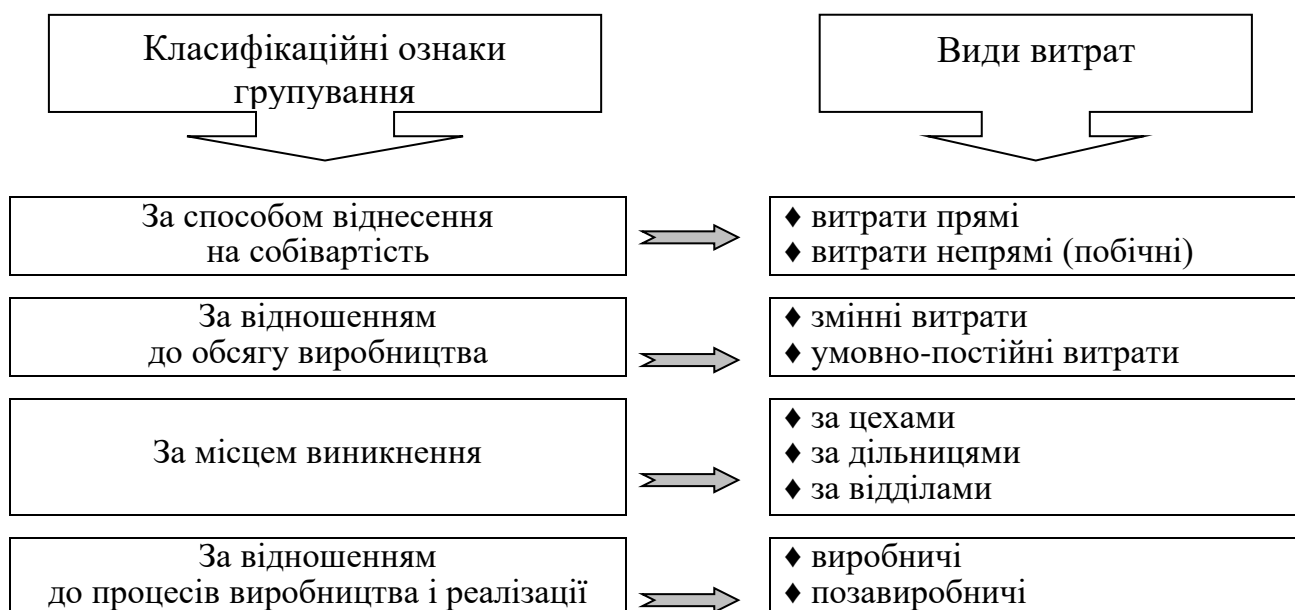 Класифікаційні ознаки
групування
Види витрат
За способом віднесення
на собівартість
♦ витрати прямі
♦ витрати непрямі (побічні)
За відношенням
до обсягу виробництва
♦ змінні витрати
♦ умовно-постійні витрати
За місцем виникнення
♦ за цехами
♦ за дільницями
♦ за відділами
За відношенням
до процесів виробництва і реалізації
♦ виробничі
♦ позавиробничі